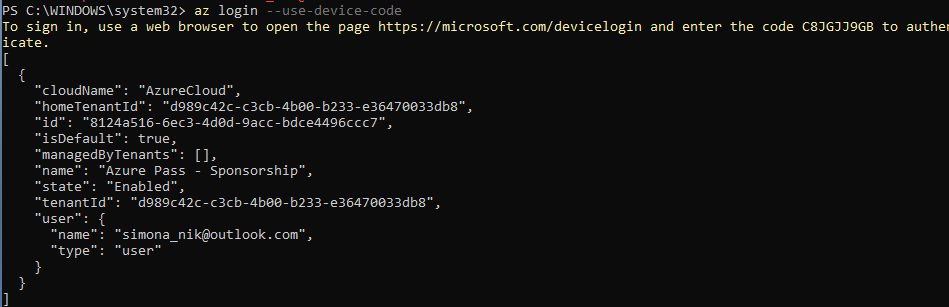 PS C:\WINDOWS\system32> az login --use-device-code
To sign in, use a web browser to open the page https://microsoft.com/devicelogin and enter the code C8JGJJ9GB to authen
icate.
[
  {
    "cloudName": "AzureCloud",
    "homeTenantId": "d989c42c-c3cb-4b00-b233-e36470033db8",
    "id": "8124a516-6ec3-4d0d-9acc-bdce4496ccc7",
    "isDefault": true,
    "managedByTenants": [],
    "name": "Azure Pass - Sponsorship",
    "state": "Enabled",
    "tenantId": "d989c42c-c3cb-4b00-b233-e36470033db8",
    "user": {
      "name": "simona_nik@outlook.com",
      "type": "user"
    }
  }
]